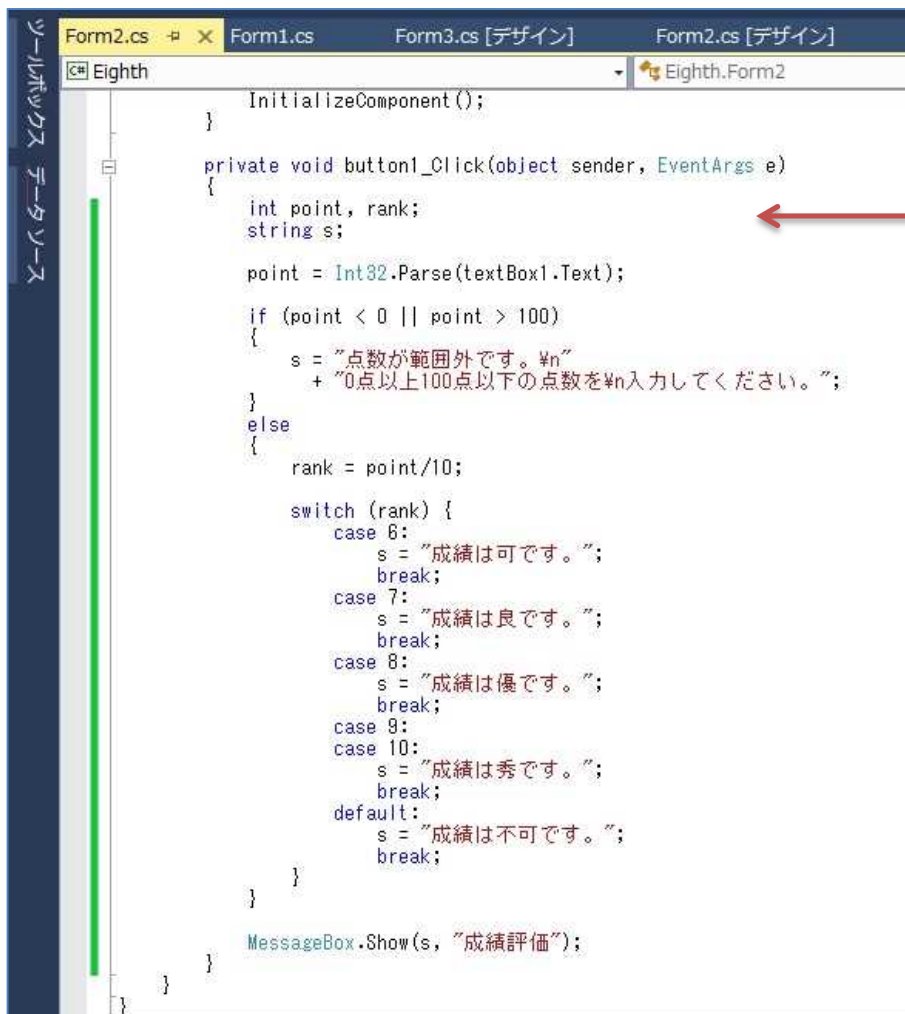 ツールボックス
データソース
Form2.cs
Form1.cs
Form3.cs [デザイン]
Form2.cs [デザイン]
C# Eighth
Eighth.Form2
InitializeComponent();
}
private void button1_Click(object sender, EventArgs e)
{
int point, rank;
string s;
point = Int32.Parse(textBox1.Text);
if (point < 0 || point > 100)
{
s = "点数が範囲外です。¥n"
+ "0点以上100点以下の点数を¥n入力してください。";
}
else
{
rank = point/10;
switch (rank) {
case 6:
s = "成績は可です。";
break;
case 7:
s = "成績は良です。";
break;
case 8:
s = "成績は優です。";
break;
case 9:
case 10:
s = "成績は秀です。";
break;
default:
s = "成績は不可です。";
break;
}
}
MessageBox.Show(s, "成績評価");
}
}
}